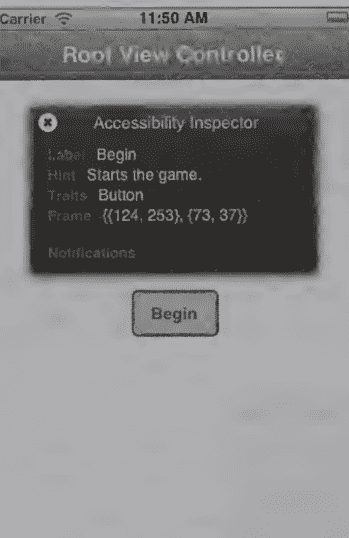 Carrier 11:50 AM
Root View Controller
Accessibility Inspector
Label Begin
Hint Starts the game.
Traits Button
Frame {{124, 253}, {73, 37}}
Notifications
Begin